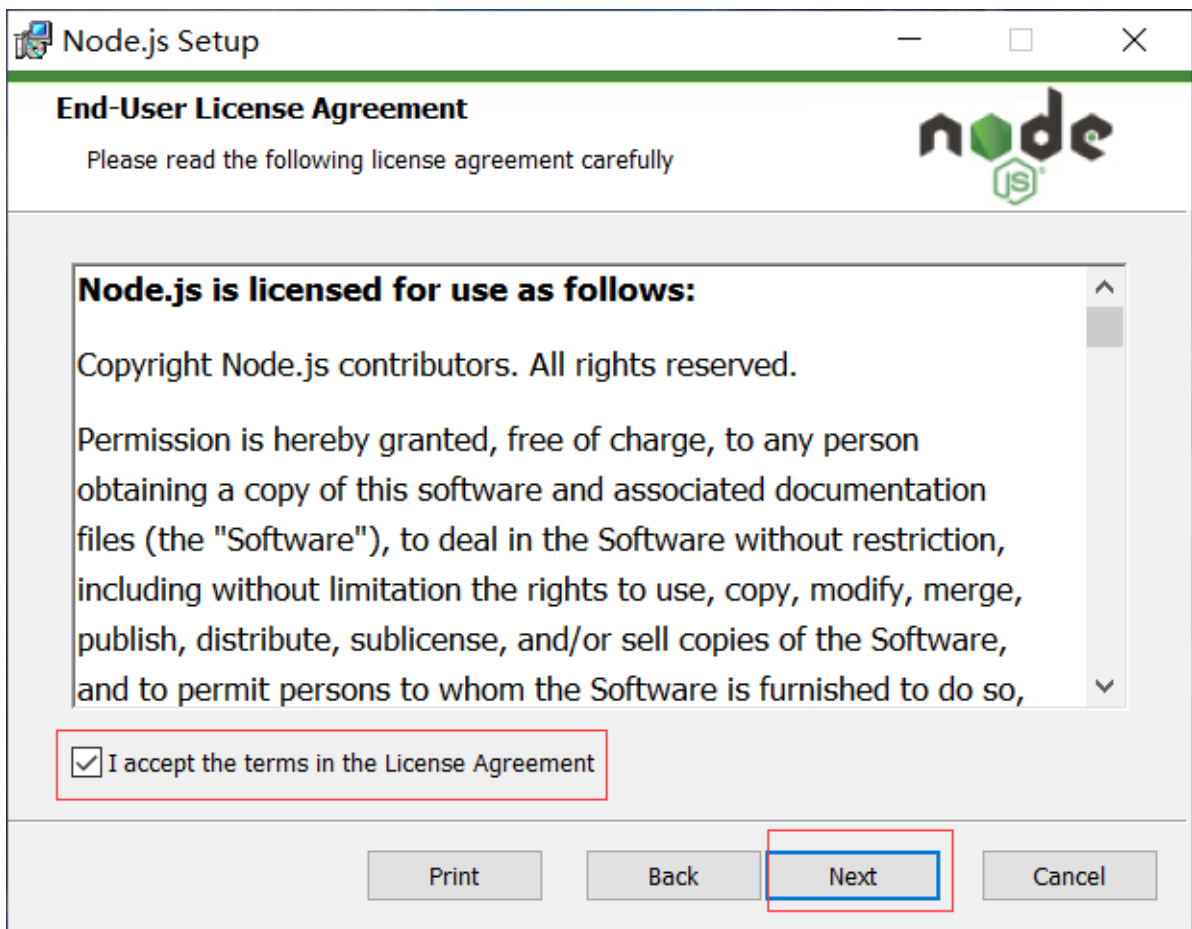 Node.js Setup
End-User License Agreement
Please read the following license agreement carefully
node
JS
Node.js is licensed for use as follows:
Copyright Node.js contributors. All rights reserved.
Permission is hereby granted, free of charge, to any person
obtaining a copy of this software and associated documentation
files (the "Software"), to deal in the Software without restriction,
including without limitation the rights to use, copy, modify, merge,
publish, distribute, sublicense, and/or sell copies of the Software,
and to permit persons to whom the Software is furnished to do so,
I accept the terms in the License Agreement
Print Back Next Cancel